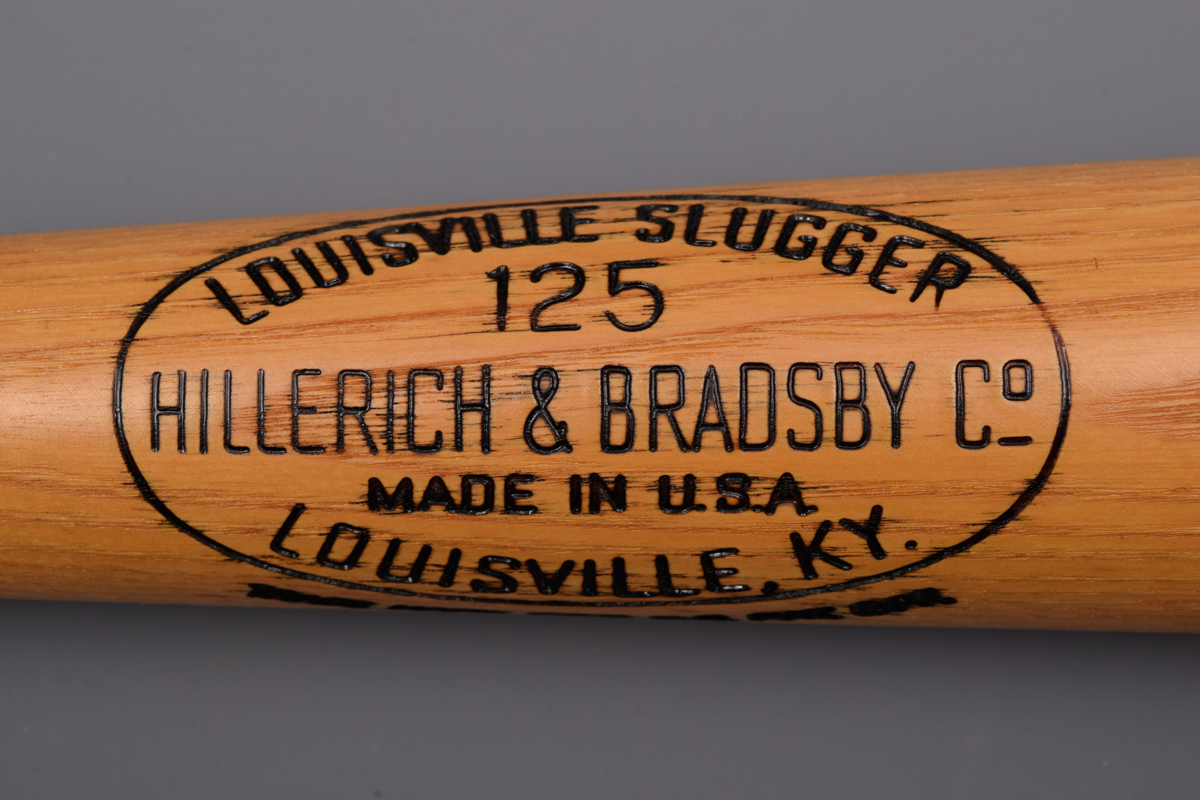 LOUISVILLE SLUGGER
125
HILLERICH & BRADSBY Cº
MADE IN U.S.A.
LOUISVILLE, KY.